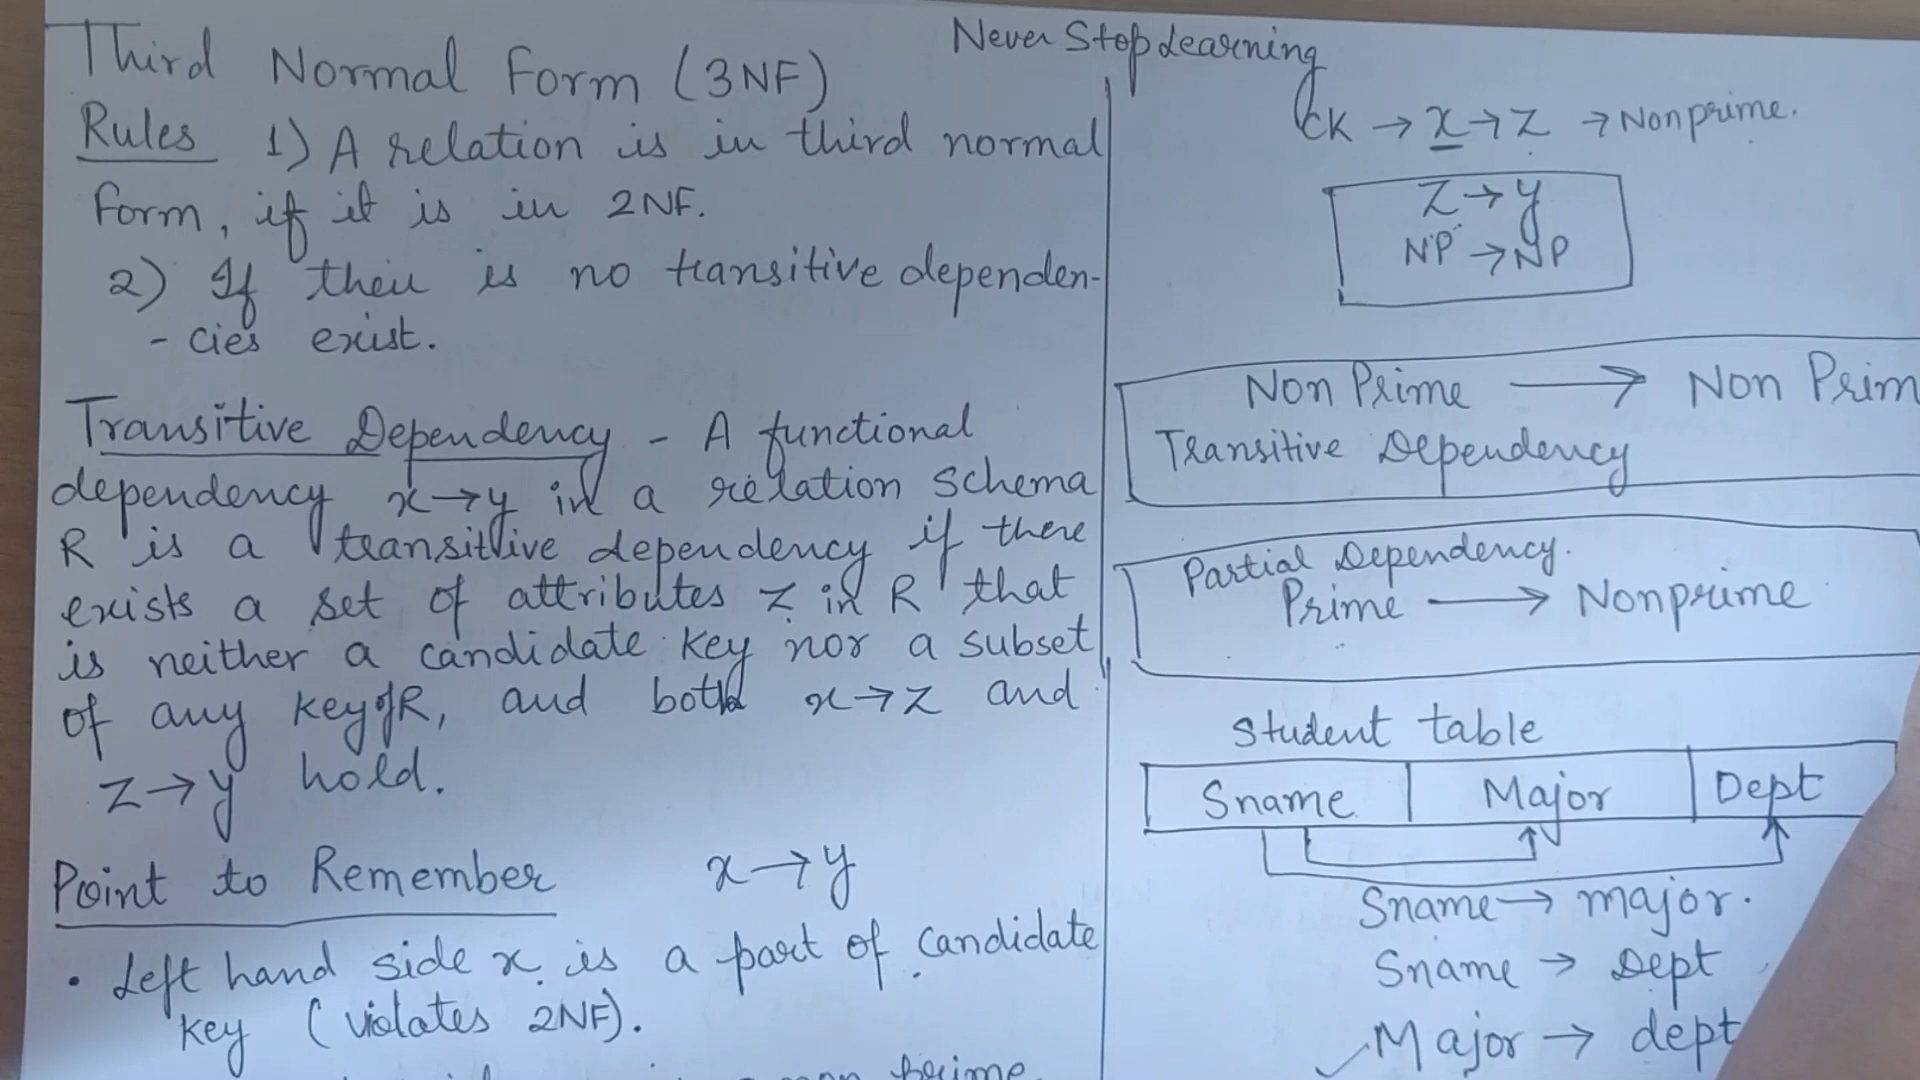 Third Normal Form (3NF)
Rules 1) A relation is in third normal
form, if it is in 2NF.
2) If their is no transitive dependen-
- cies exist.
Transitive Dependency - A functional
dependency x→y in a relation schema
R is a transitive dependency if there
exists a set of attributes z in R that
is neither a candidate key nor a subset
of any key of R, and both x→z and
z→y hold.
Point to Remember x→y
• Left hand side x is a part of candidate
key (violates 2NF).
prime
Never Stop Learning
CK → x→z → Nonprime.
Z→y
NP→NP
Non Prime → Non Prim
Transitive Dependency
Partial Dependency.
Prime → Nonprime
Student table
Sname Major Dept
Sname → major.
Sname → Dept
✓Major → dept